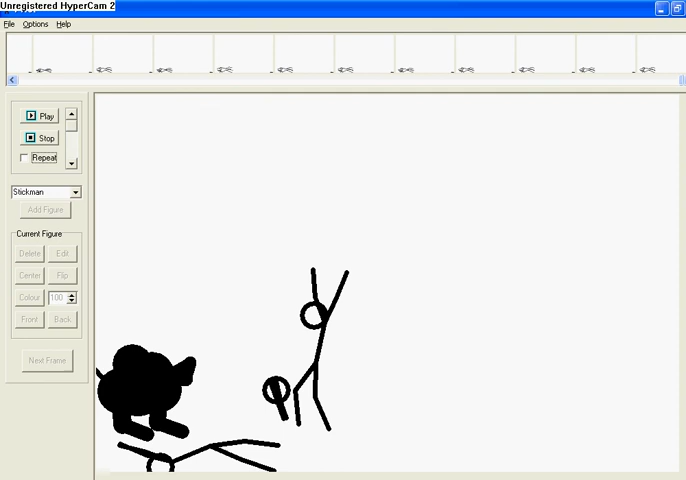 Unregistered HyperCam 2
File Options Help
Play
Stop
Repeat
Stickman
Add Figure
Current Figure
Delete Edit
Center Flip
Colour 100
Front Back
Next Frame